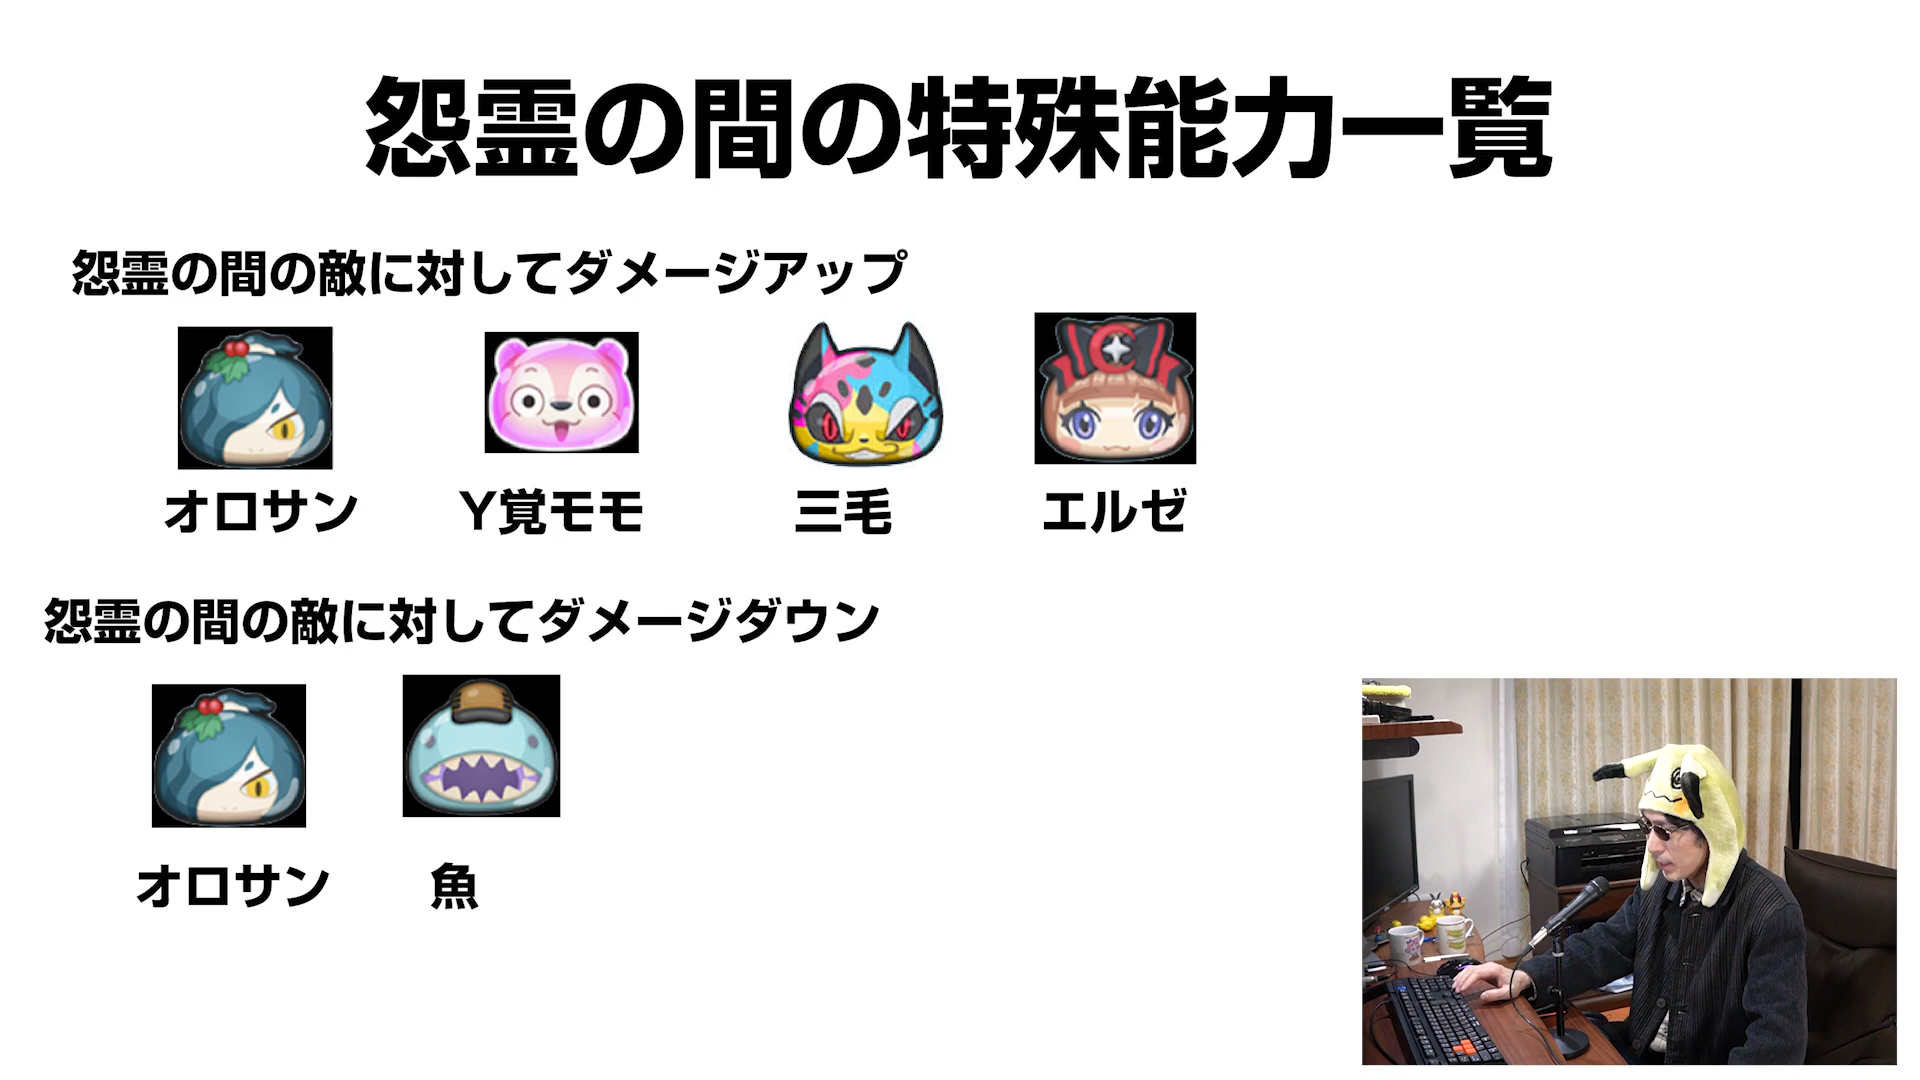 怨霊の間の特殊能力一覧
怨霊の間の敵に対してダメージアップ
オロサン Y覚モモ 三毛 エルゼ
怨霊の間の敵に対してダメージダウン
オロサン 魚